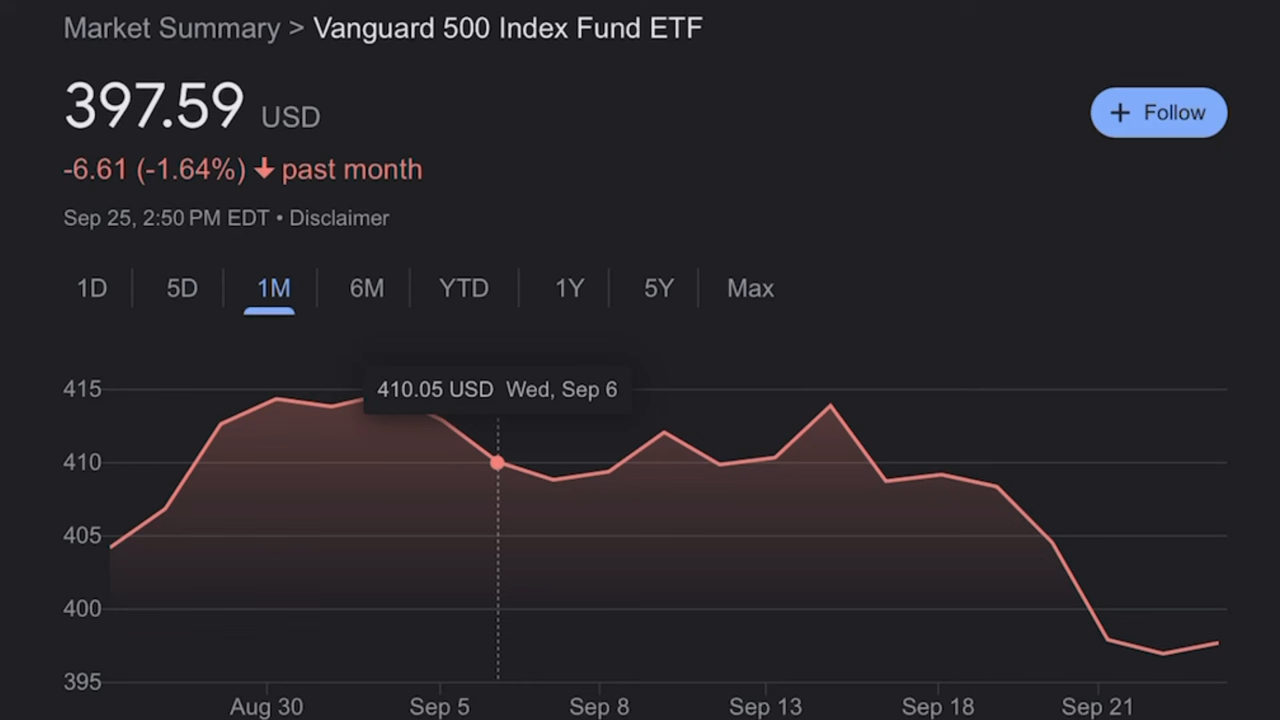 Market Summary > Vanguard 500 Index Fund ETF
397.59 USD
+ Follow
-6.61 (-1.64%) ↓ past month
Sep 25, 2:50 PM EDT • Disclaimer
1D 5D 1M 6M YTD 1Y 5Y Max
415
410.05 USD Wed, Sep 6
410
405
400
395
Aug 30 Sep 5 Sep 8 Sep 13 Sep 18 Sep 21